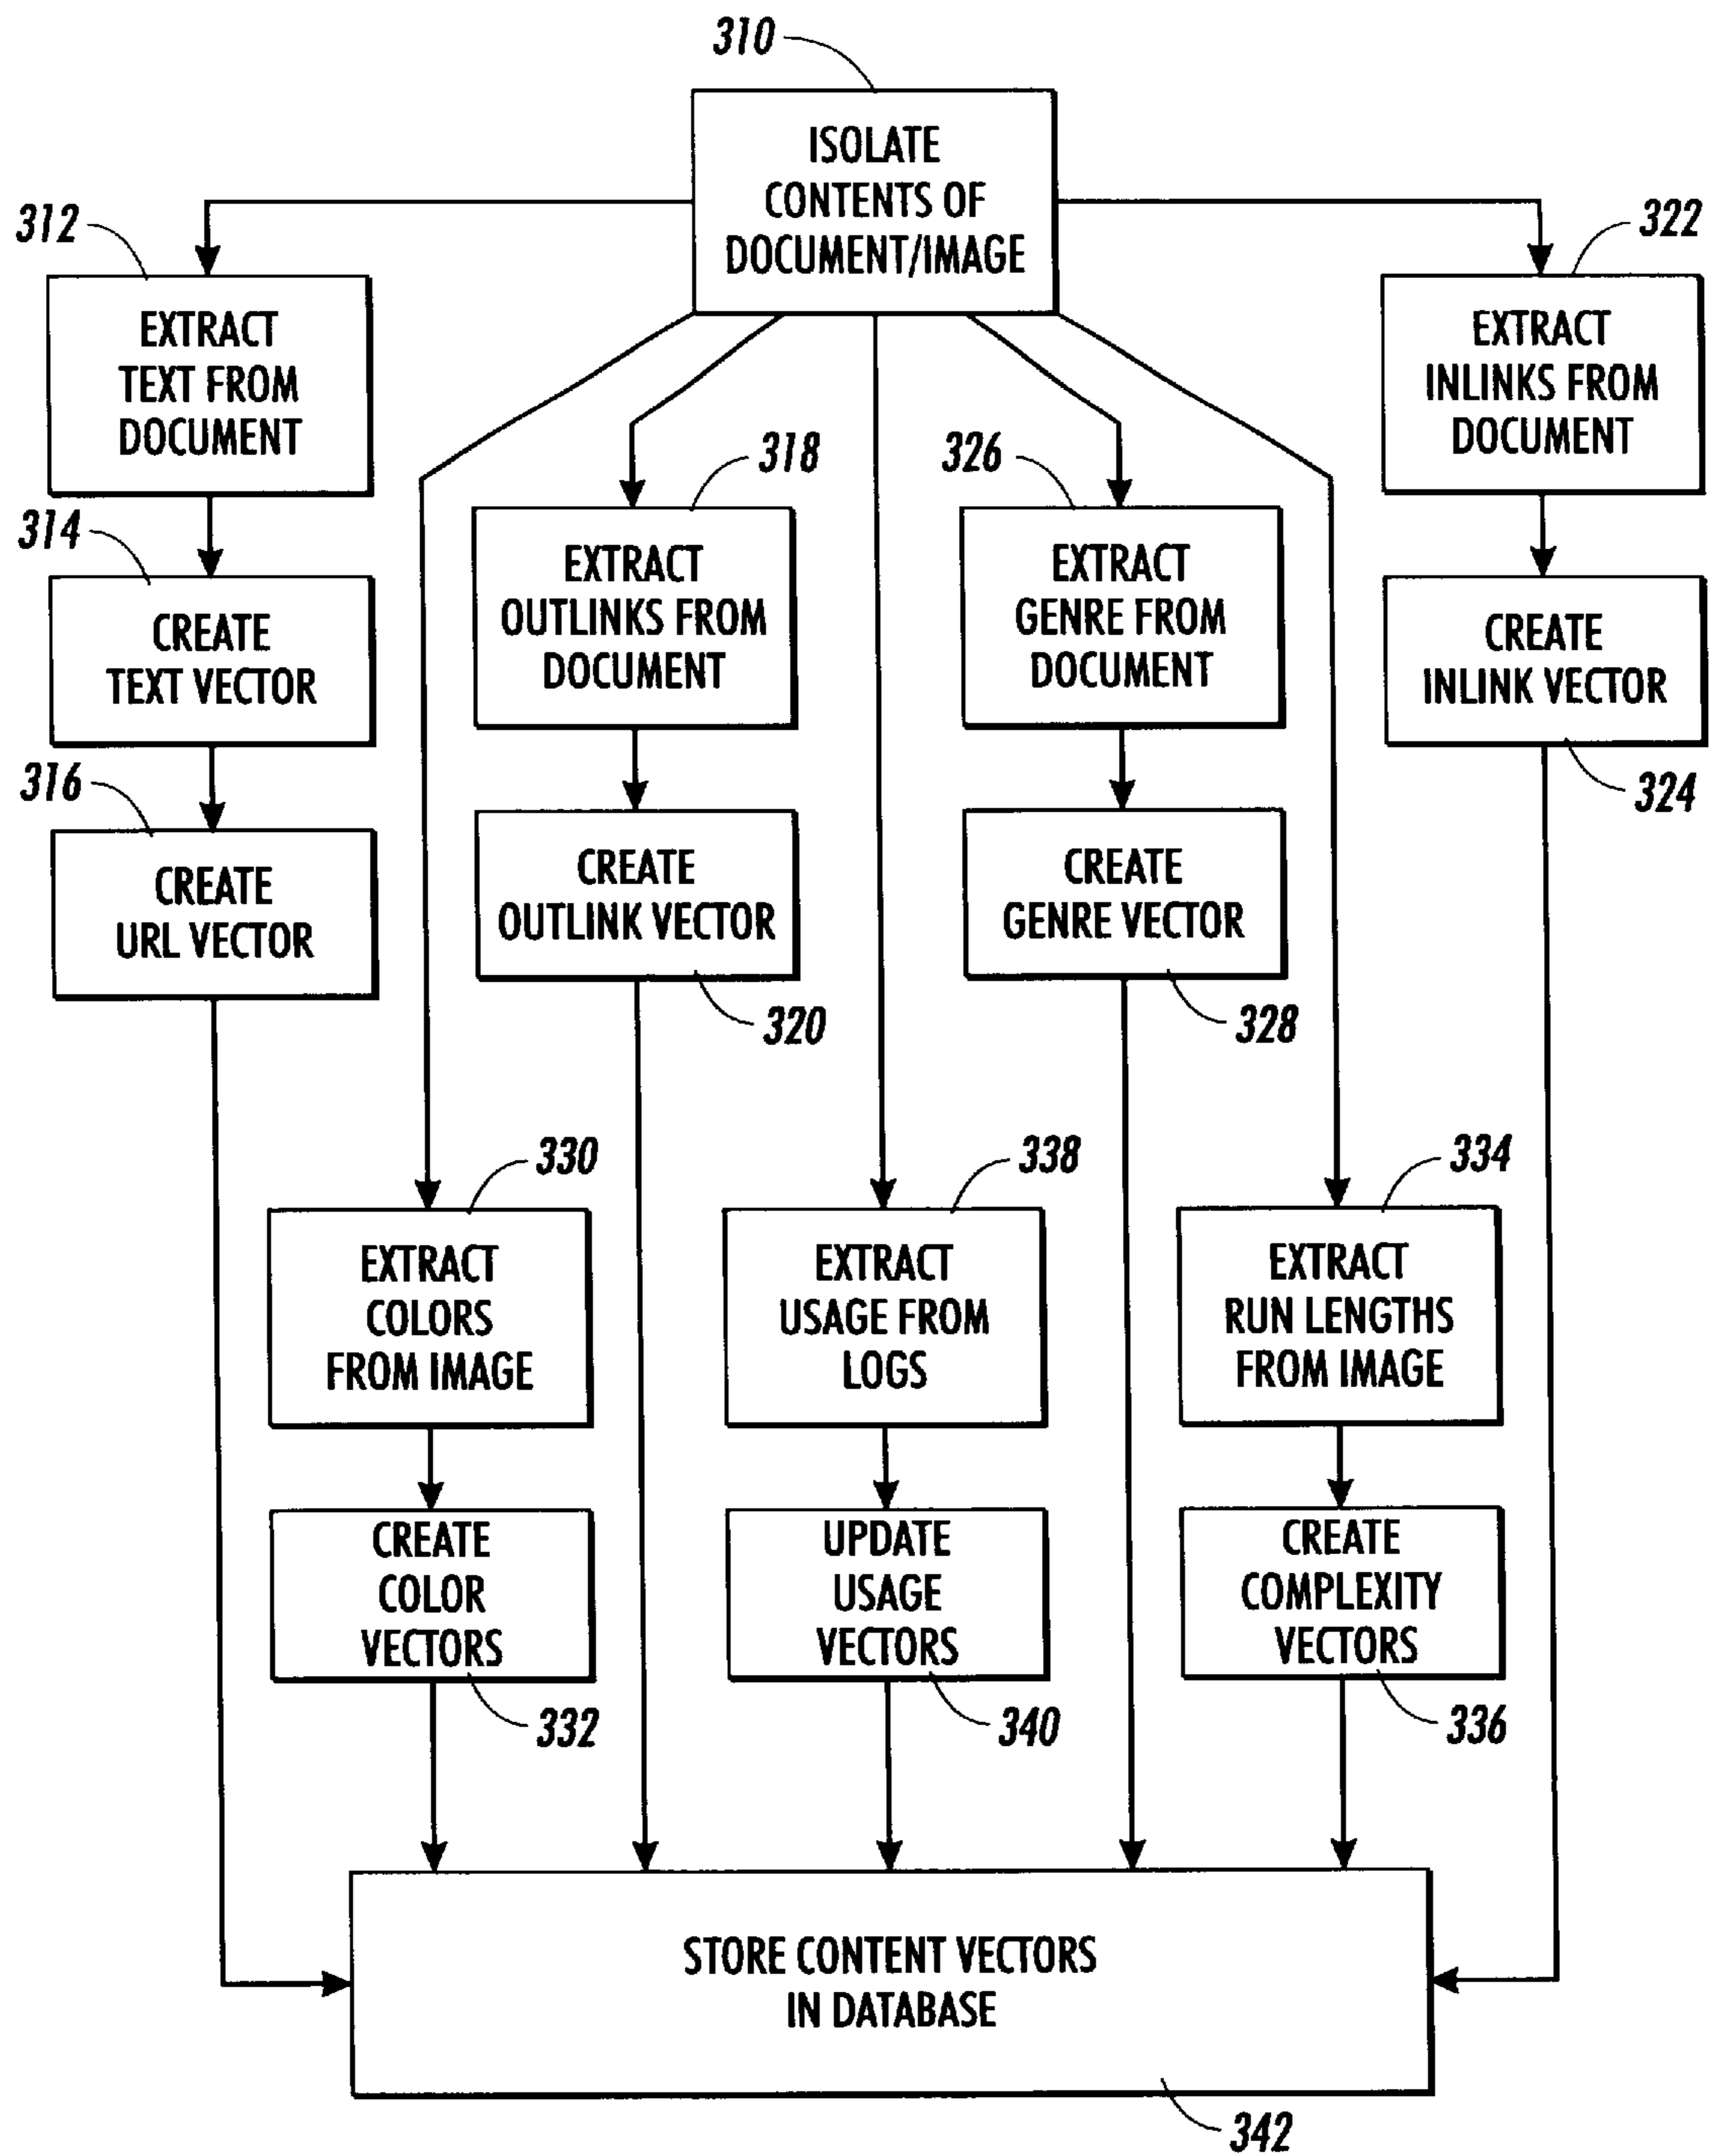 310
ISOLATE
CONTENTS OF
DOCUMENT/IMAGE
312
EXTRACT
TEXT FROM
DOCUMENT
322
EXTRACT
INLINKS FROM
DOCUMENT
318
EXTRACT
OUTLINKS FROM
DOCUMENT
326
EXTRACT
GENRE FROM
DOCUMENT
314
CREATE
TEXT VECTOR
CREATE
INLINK VECTOR
324
316
CREATE
URL VECTOR
CREATE
OUTLINK VECTOR
320
CREATE
GENRE VECTOR
328
330
EXTRACT
COLORS
FROM IMAGE
338
EXTRACT
USAGE FROM
LOGS
334
EXTRACT
RUN LENGTHS
FROM IMAGE
CREATE
COLOR
VECTORS
332
UPDATE
USAGE
VECTORS
340
CREATE
COMPLEXITY
VECTORS
336
STORE CONTENT VECTORS
IN DATABASE
342